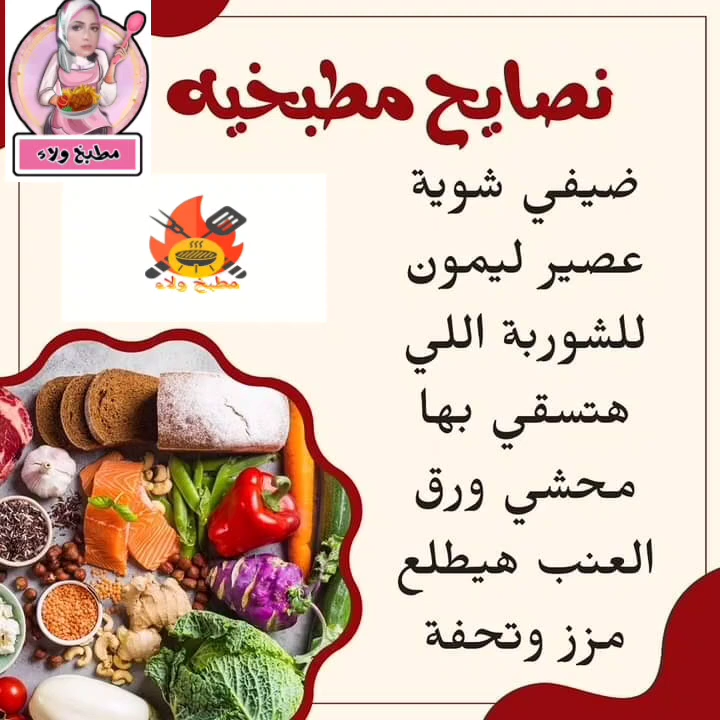 مطبخ ولاء
نصايح مطبخيه
مطبخ ولاء
ضيفي شوية
عصير ليمون
للشوربة اللي
هتسقي بها
محشي ورق
العنب هيطلع
مزز وتحفة